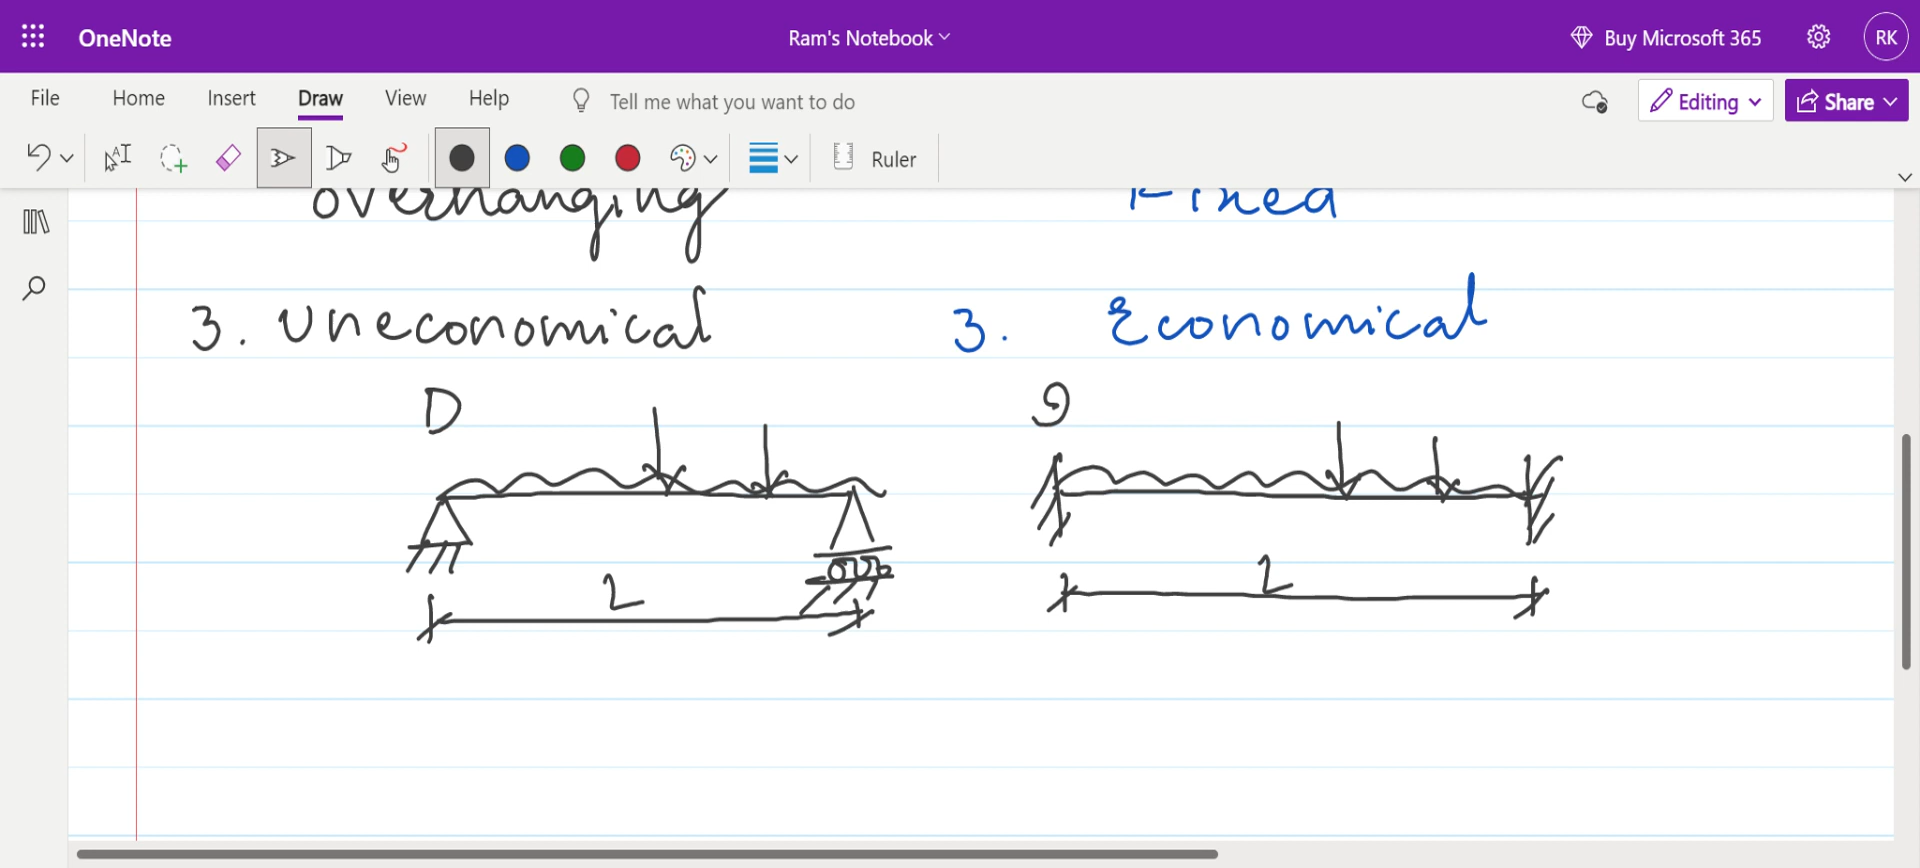 OneNote
Ram's Notebook
Buy Microsoft 365
RK
File Home Insert Draw View Help Tell me what you want to do Editing Share
Ruler
overhanging Fixed
3. Uneconomical 3. Economical
D
L L